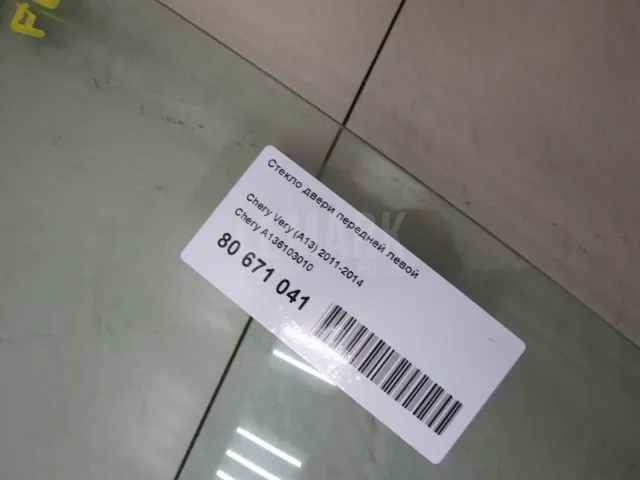 Стекло двери передней левой
Chery Very (A13) 2011-2014
Chery A136103010
80 671 041